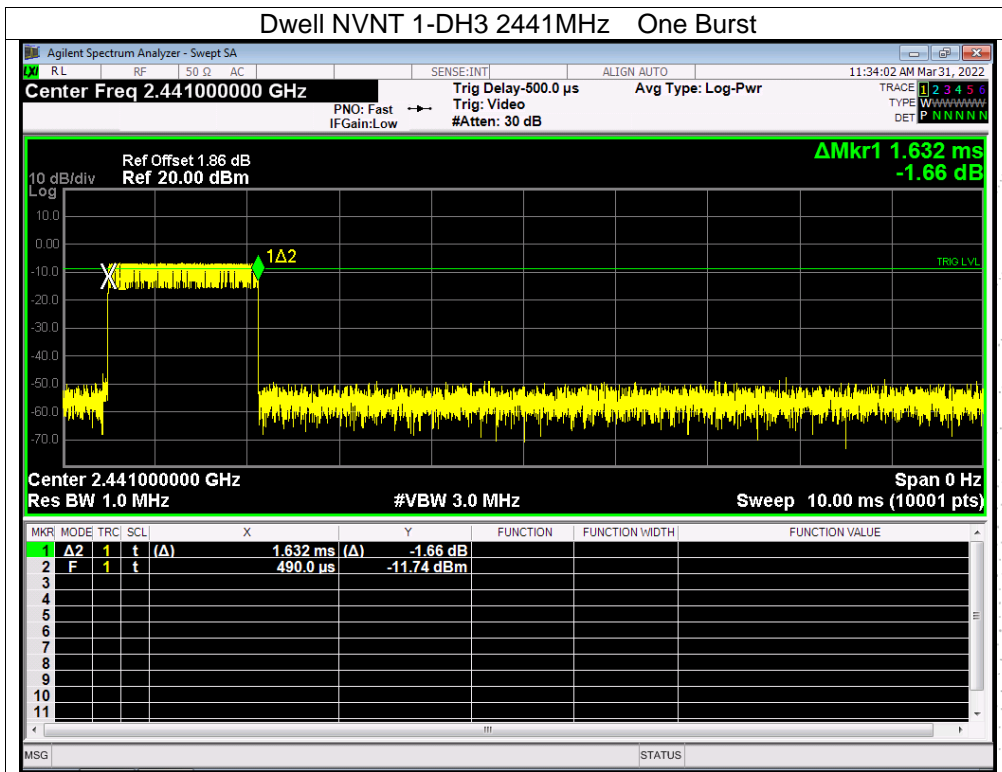 Dwell NVNT 1-DH3 2441MHz    One Burst
Agilent Spectrum Analyzer - Swept SA
LXI RL RF 50 Ω AC SENSE:INT ALIGN AUTO 11:34:02 AM Mar 31, 2022
Center Freq 2.441000000 GHz
PNO: Fast
IFGain:Low
Trig Delay-500.0 µs
Trig: Video
#Atten: 30 dB
Avg Type: Log-Pwr
TRACE 1 2 3 4 5 6
TYPE WWWWWW
DET P N N N N N
ΔMkr1 1.632 ms
-1.66 dB
Ref Offset 1.86 dB
10 dB/div Ref 20.00 dBm
Log
10.0
0.00
-10.0
-20.0
-30.0
-40.0
-50.0
-60.0
-70.0
1Δ2
TRIG LVL
Center 2.441000000 GHz Span 0 Hz
Res BW 1.0 MHz #VBW 3.0 MHz Sweep 10.00 ms (10001 pts)
MKR MODE TRC SCL X Y FUNCTION FUNCTION WIDTH FUNCTION VALUE
1 Δ2 1 t (Δ) 1.632 ms (Δ) -1.66 dB
2 F 1 t 490.0 µs -11.74 dBm
3
4
5
6
7
8
9
10
11
MSG STATUS